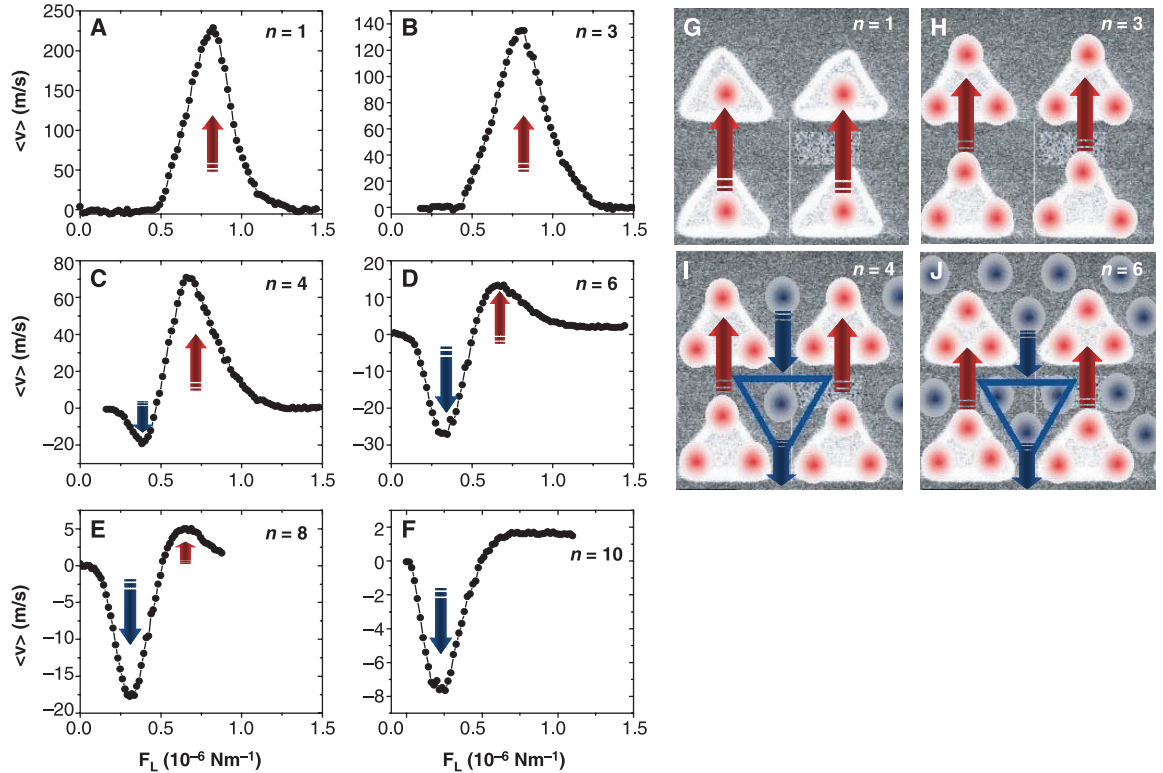 A
n = 1
250
200
150
100
50
0
0.0 0.5 1.0 1.5
<v> (m/s)
B
n = 3
140
120
100
80
60
40
20
0
0.0 0.5 1.0 1.5
C
n = 4
80
60
40
20
0
−20
0.0 0.5 1.0 1.5
<v> (m/s)
D
n = 6
20
10
0
−10
−20
−30
0.0 0.5 1.0 1.5
E
n = 8
5
0
−5
−10
−15
−20
0.0 0.5 1.0 1.5
<v> (m/s)
F_L (10⁻⁶ Nm⁻¹)
F
n = 10
2
0
−2
−4
−6
−8
0.0 0.5 1.0 1.5
F_L (10⁻⁶ Nm⁻¹)
G
n = 1
H
n = 3
I
n = 4
J
n = 6